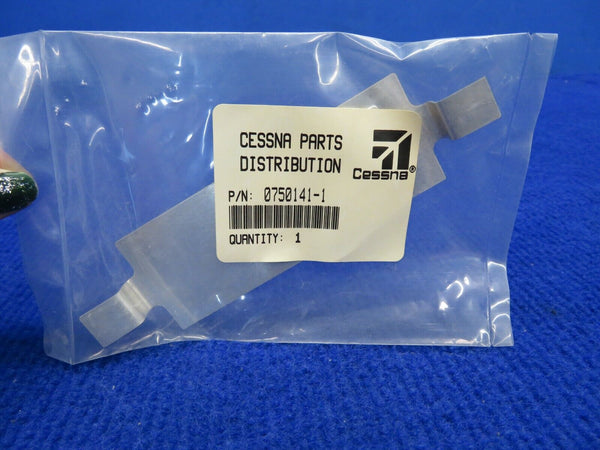 CESSNA PARTS
DISTRIBUTION
Cessna®
P/N: 0750141-1
QUANTITY: 1